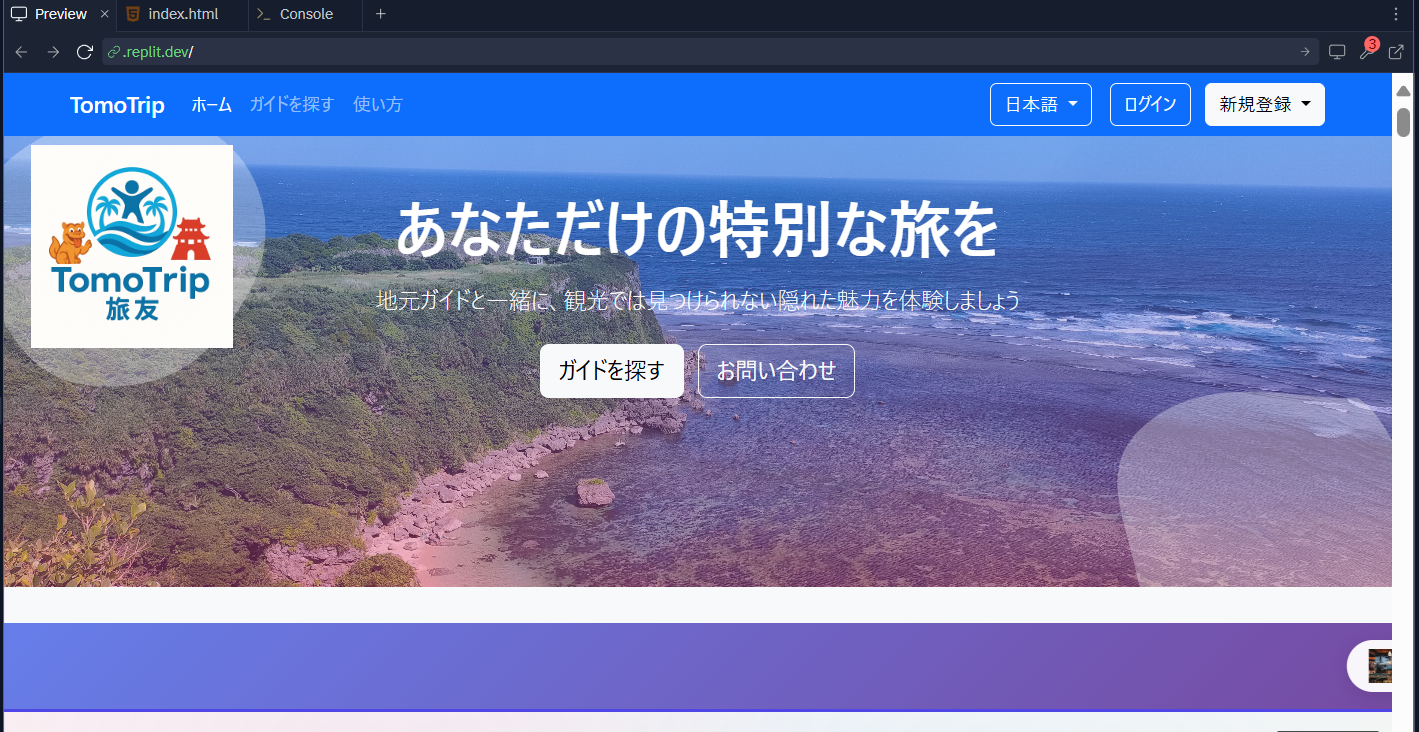 Preview
index.html
Console
.replit.dev/
3
TomoTrip ホーム ガイドを探す 使い方
日本語 ログイン 新規登録
TomoTrip
旅友
あなただけの特別な旅を
地元ガイドと一緒に、観光では見つけられない隠れた魅力を体験しましょう
ガイドを探す お問い合わせ